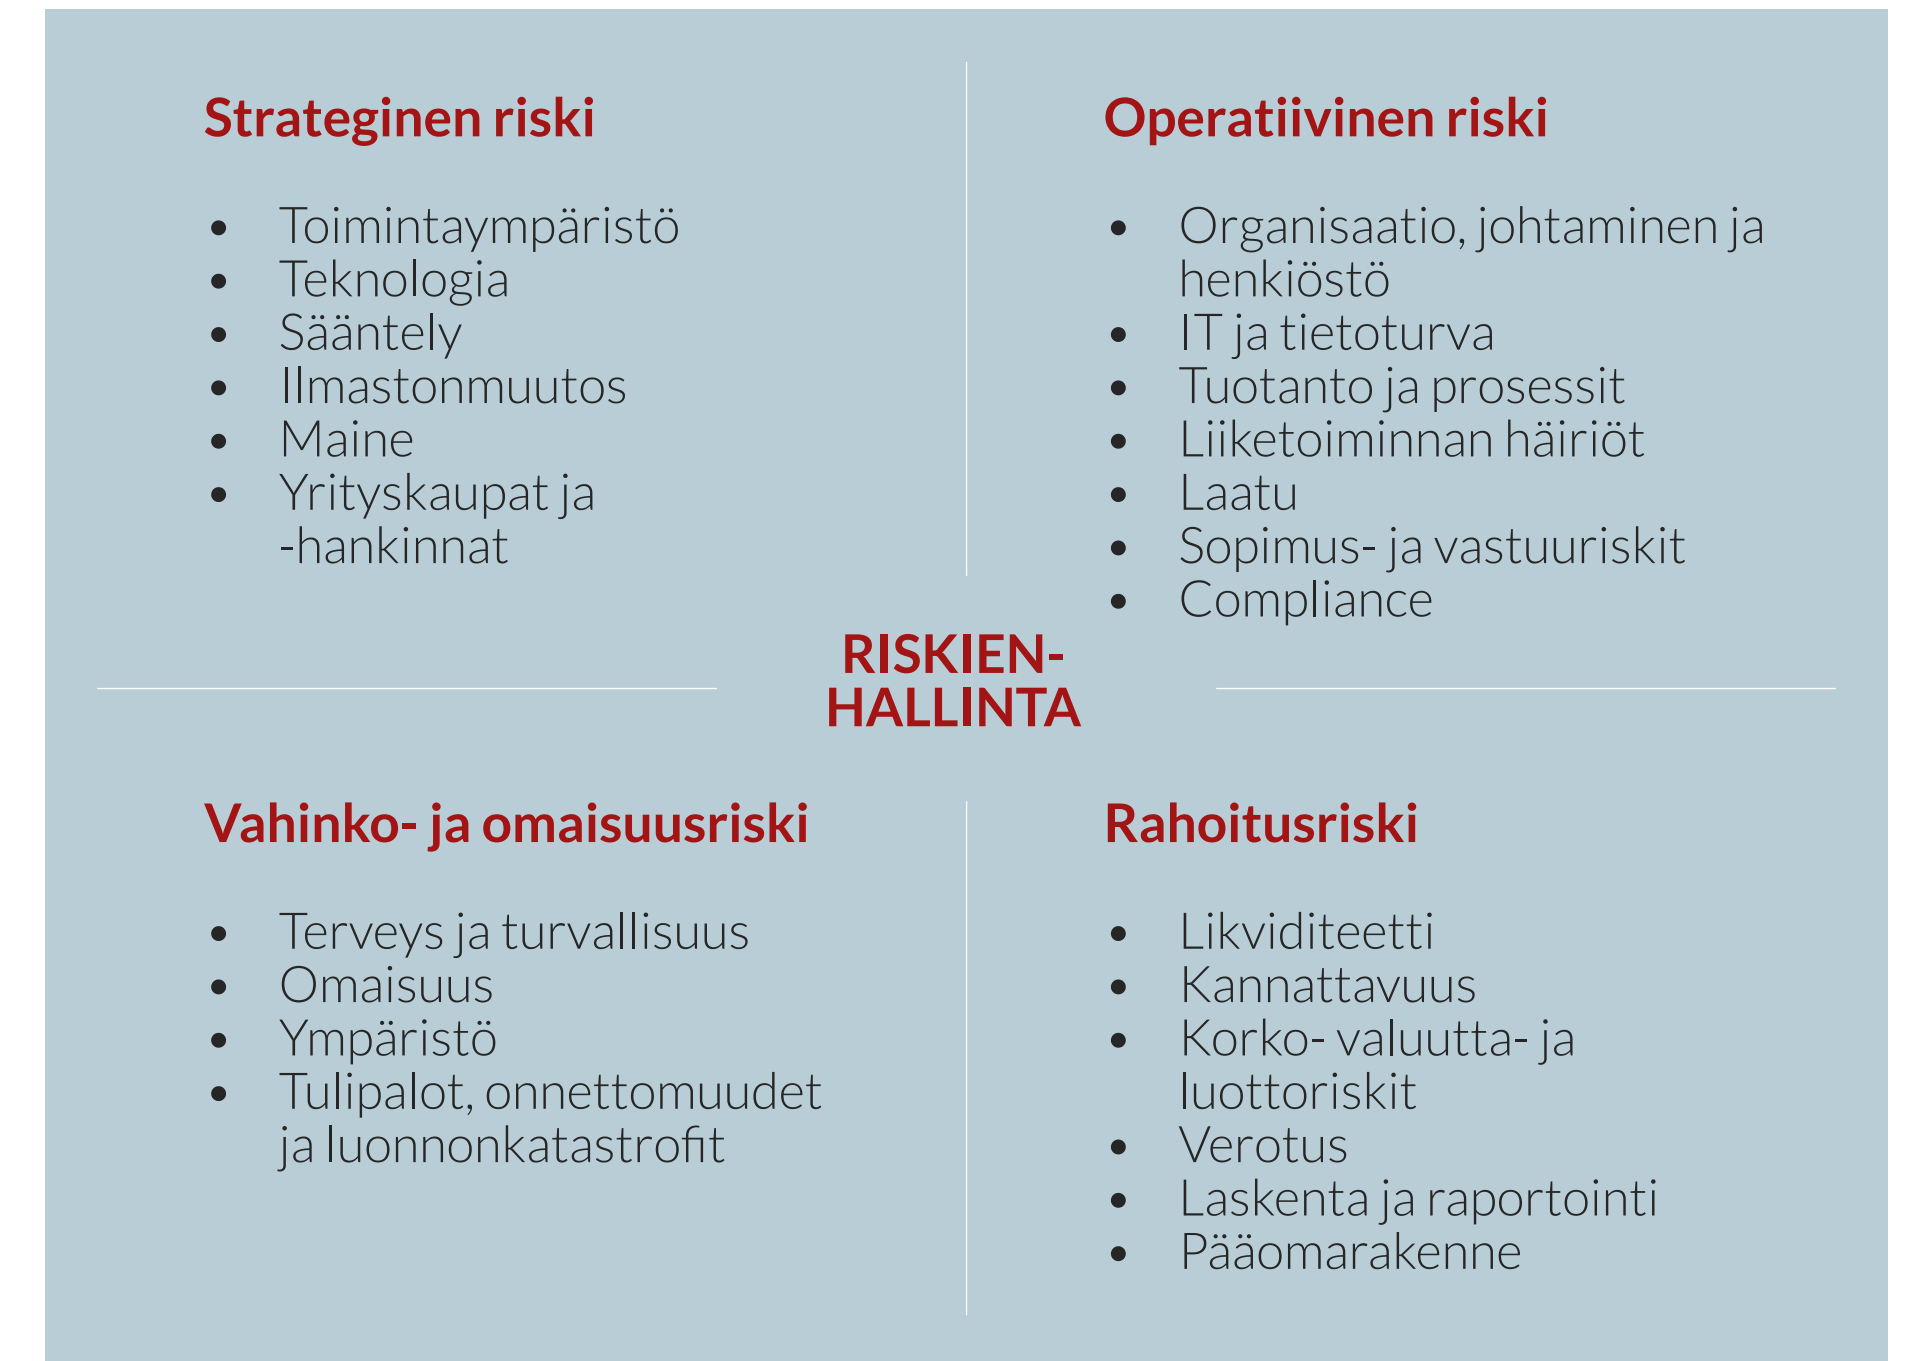 Strateginen riski
• Toimintaympäristö
• Teknologia
• Sääntely
• Ilmastonmuutos
• Maine
• Yrityskaupat ja
-hankinnat
Operatiivinen riski
• Organisaatio, johtaminen ja
henkiöstö
• IT ja tietoturva
• Tuotanto ja prosessit
• Liiketoiminnan häiriöt
• Laatu
• Sopimus- ja vastuuriskit
• Compliance
RISKIEN-
HALLINTA
Vahinko- ja omaisuusriski
• Terveys ja turvallisuus
• Omaisuus
• Ympäristö
• Tulipalot, onnettomuudet
ja luonnonkatastrofit
Rahoitusriski
• Likviditeetti
• Kannattavuus
• Korko- valuutta- ja
luottoriskit
• Verotus
• Laskenta ja raportointi
• Pääomarakenne